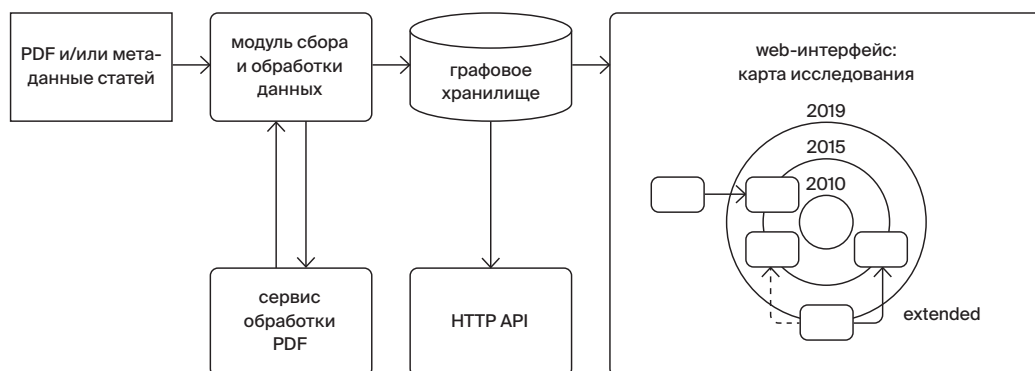 PDF и/или мета-
данные статей
модуль сбора
и обработки
данных
графовое
хранилище
web-интерфейс:
карта исследования
2019
2015
2010
extended
сервис
обработки
PDF
HTTP API